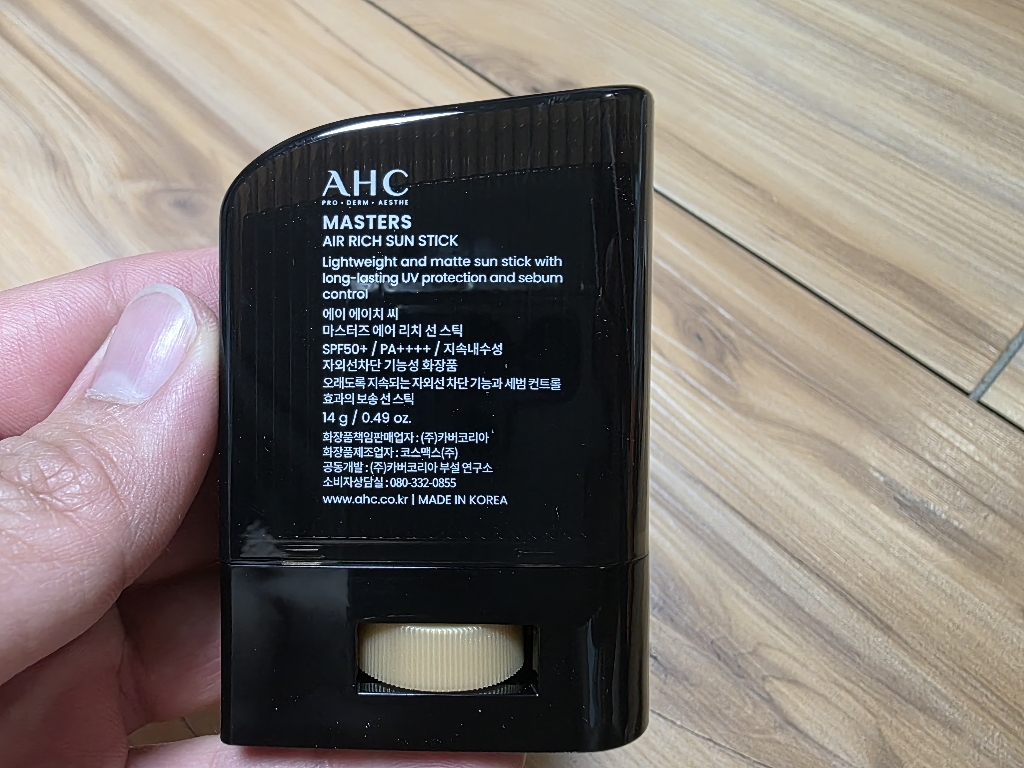 AHC
PRO • DERM • AESTHE
MASTERS
AIR RICH SUN STICK
Lightweight and matte sun stick with
long-lasting UV protection and sebum
control
에이 에이치 씨
마스터즈 에어 리치 선 스틱
SPF50+ / PA++++ / 지속내수성
자외선차단 기능성 화장품
오래도록 지속되는 자외선 차단 기능과 세범 컨트롤
효과의 보송 선 스틱
14 g / 0.49 oz.
화장품책임판매업자 : (주)카버코리아
화장품제조업자 : 코스맥스(주)
공동개발 : (주)카버코리아 부설 연구소
소비자상담실 : 080-332-0855
www.ahc.co.kr | MADE IN KOREA